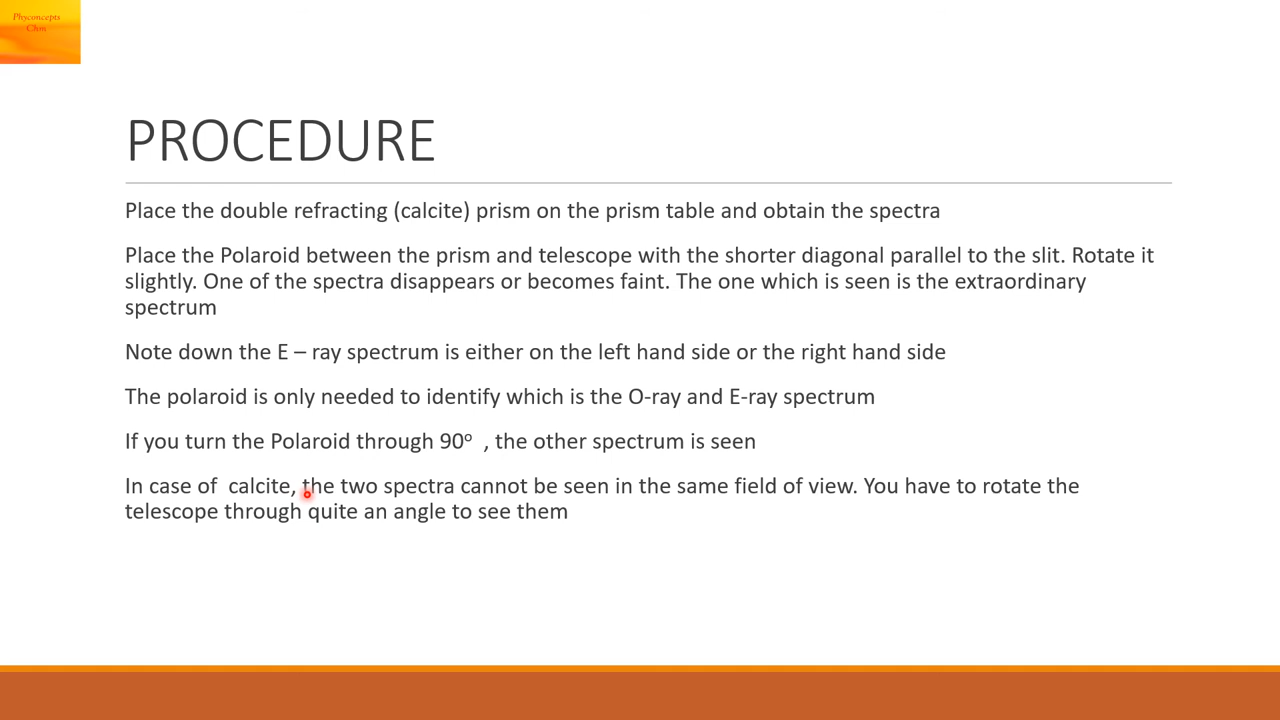 Phyconcepts
Chm
PROCEDURE
Place the double refracting (calcite) prism on the prism table and obtain the spectra
Place the Polaroid between the prism and telescope with the shorter diagonal parallel to the slit. Rotate it
slightly. One of the spectra disappears or becomes faint. The one which is seen is the extraordinary
spectrum
Note down the E – ray spectrum is either on the left hand side or the right hand side
The polaroid is only needed to identify which is the O-ray and E-ray spectrum
If you turn the Polaroid through 90° , the other spectrum is seen
In case of calcite, the two spectra cannot be seen in the same field of view. You have to rotate the
telescope through quite an angle to see them